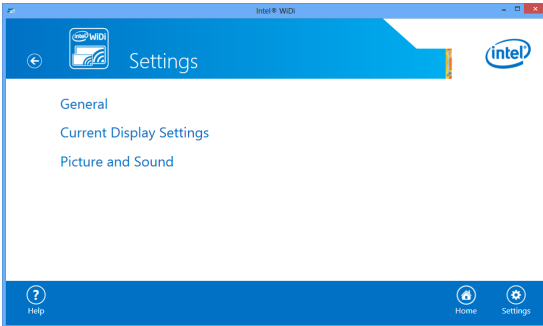 Intel® WiDi
intel WiDi
Settings
intel
General
Current Display Settings
Picture and Sound
?
Help
Home
Settings